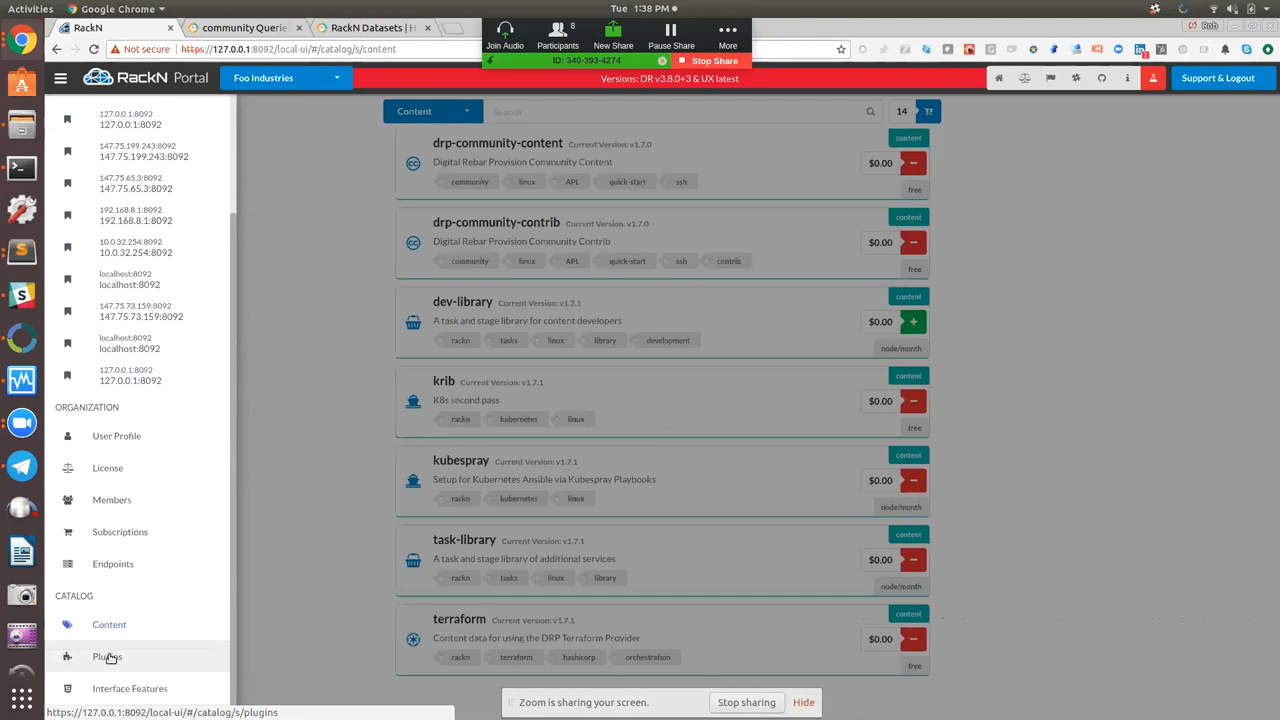 Activities
Google Chrome
Tue 1:38 PM
Rob
RackN
community Querie
RackN Datasets | H
Join Audio
Participants
8
New Share
Pause Share
More
ID: 340-393-4274
Stop Share
Not secure
https://127.0.0.1:8092/local-ui/#/catalog/s/content
RACKN Portal
Foo Industries
Versions: DR v3.8.0+3 & UX latest
Support & Logout
127.0.0.1:8092
127.0.0.1:8092
147.75.199.243:8092
147.75.199.243:8092
147.75.65.3:8092
147.75.65.3:8092
192.168.8.1:8092
192.168.8.1:8092
10.0.32.254:8092
10.0.32.254:8092
localhost:8092
localhost:8092
147.75.73.159:8092
147.75.73.159:8092
localhost:8092
localhost:8092
127.0.0.1:8092
127.0.0.1:8092
ORGANIZATION
User Profile
License
Members
Subscriptions
Endpoints
CATALOG
Content
Plugins
Interface Features
https://127.0.0.1:8092/local-ui/#/catalog/s/plugins
Content
Search
14
drp-community-content Current Version: v1.7.0
content
Digital Rebar Provision Community Content
$0.00
community linux APL quick-start ssh
free
drp-community-contrib Current Version: v1.7.0
content
Digital Rebar Provision Community Contrib
$0.00
community linux APL quick-start ssh contrib
free
dev-library Current Version: v1.7.1
content
A task and stage library for content developers
$0.00
rackn tasks linux library development
node/month
krib Current Version: v1.7.1
content
K8s second pass
$0.00
rackn kubernetes linux
free
kubespray Current Version: v1.7.1
content
Setup for Kubernetes Ansible via Kubespray Playbooks
$0.00
rackn kubernetes linux
node/month
task-library Current Version: v1.7.1
content
A task and stage library of additional services
$0.00
rackn tasks linux library
node/month
terraform Current Version: v1.7.1
content
Content data for using the DRP Terraform Provider
$0.00
rackn terraform hashicorp orchestration
free
Zoom is sharing your screen.
Stop sharing
Hide